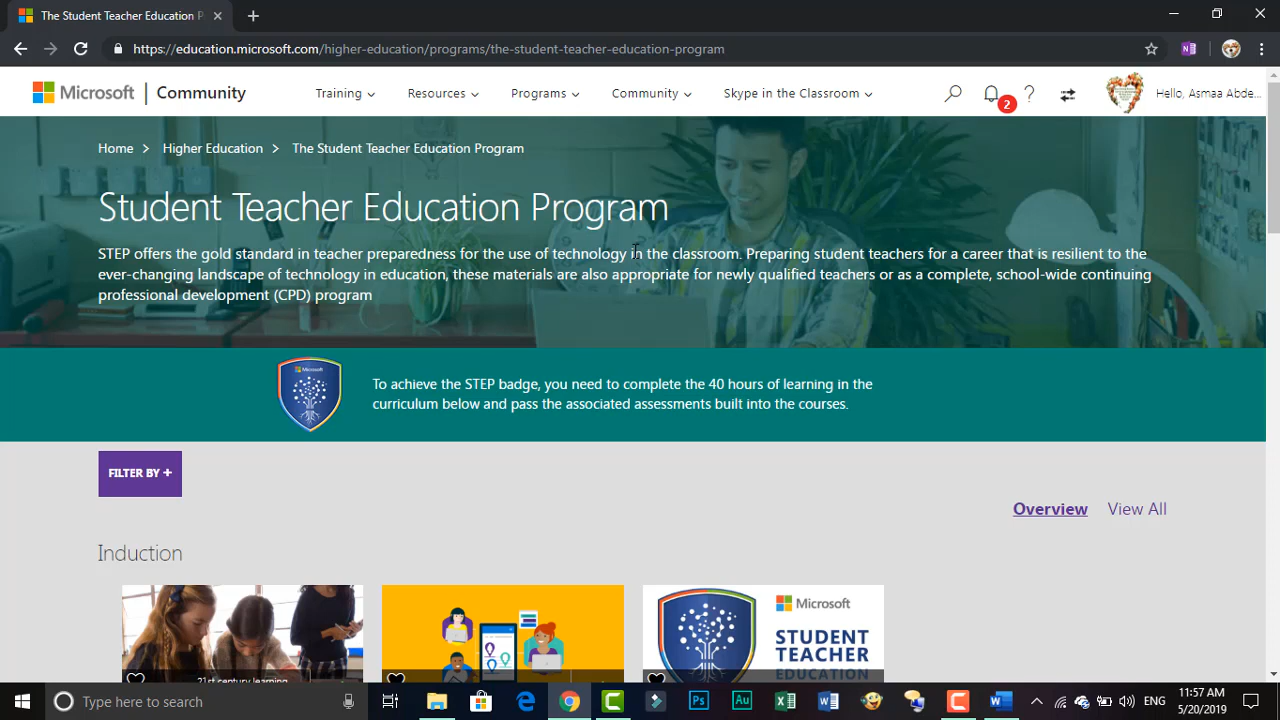 The Student Teacher Education P
https://education.microsoft.com/higher-education/programs/the-student-teacher-education-program
Microsoft | Community
Training
Resources
Programs
Community
Skype in the Classroom
2
Hello, Asmaa Abde...
Home > Higher Education > The Student Teacher Education Program
Student Teacher Education Program
STEP offers the gold standard in teacher preparedness for the use of technology in the classroom. Preparing student teachers for a career that is resilient to the
ever-changing landscape of technology in education, these materials are also appropriate for newly qualified teachers or as a complete, school-wide continuing
professional development (CPD) program
Microsoft
To achieve the STEP badge, you need to complete the 40 hours of learning in the
curriculum below and pass the associated assessments built into the courses.
FILTER BY +
Overview
View All
Induction
Microsoft
STUDENT
TEACHER
EDUCATION
21st century learning
Type here to search
Ps
Au
ENG
11:57 AM
5/20/2019